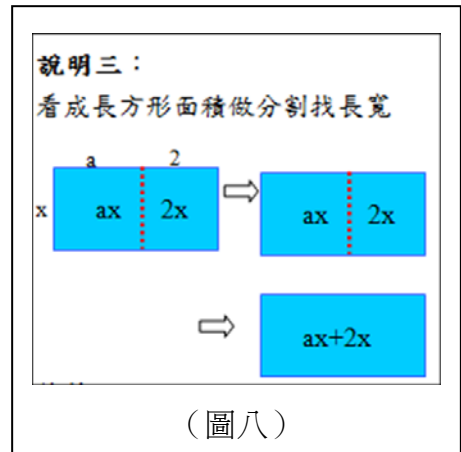 說明三：
看成長方形面積做分割找長寬
a 2
x ax 2x ax 2x
ax+2x
（圖八）